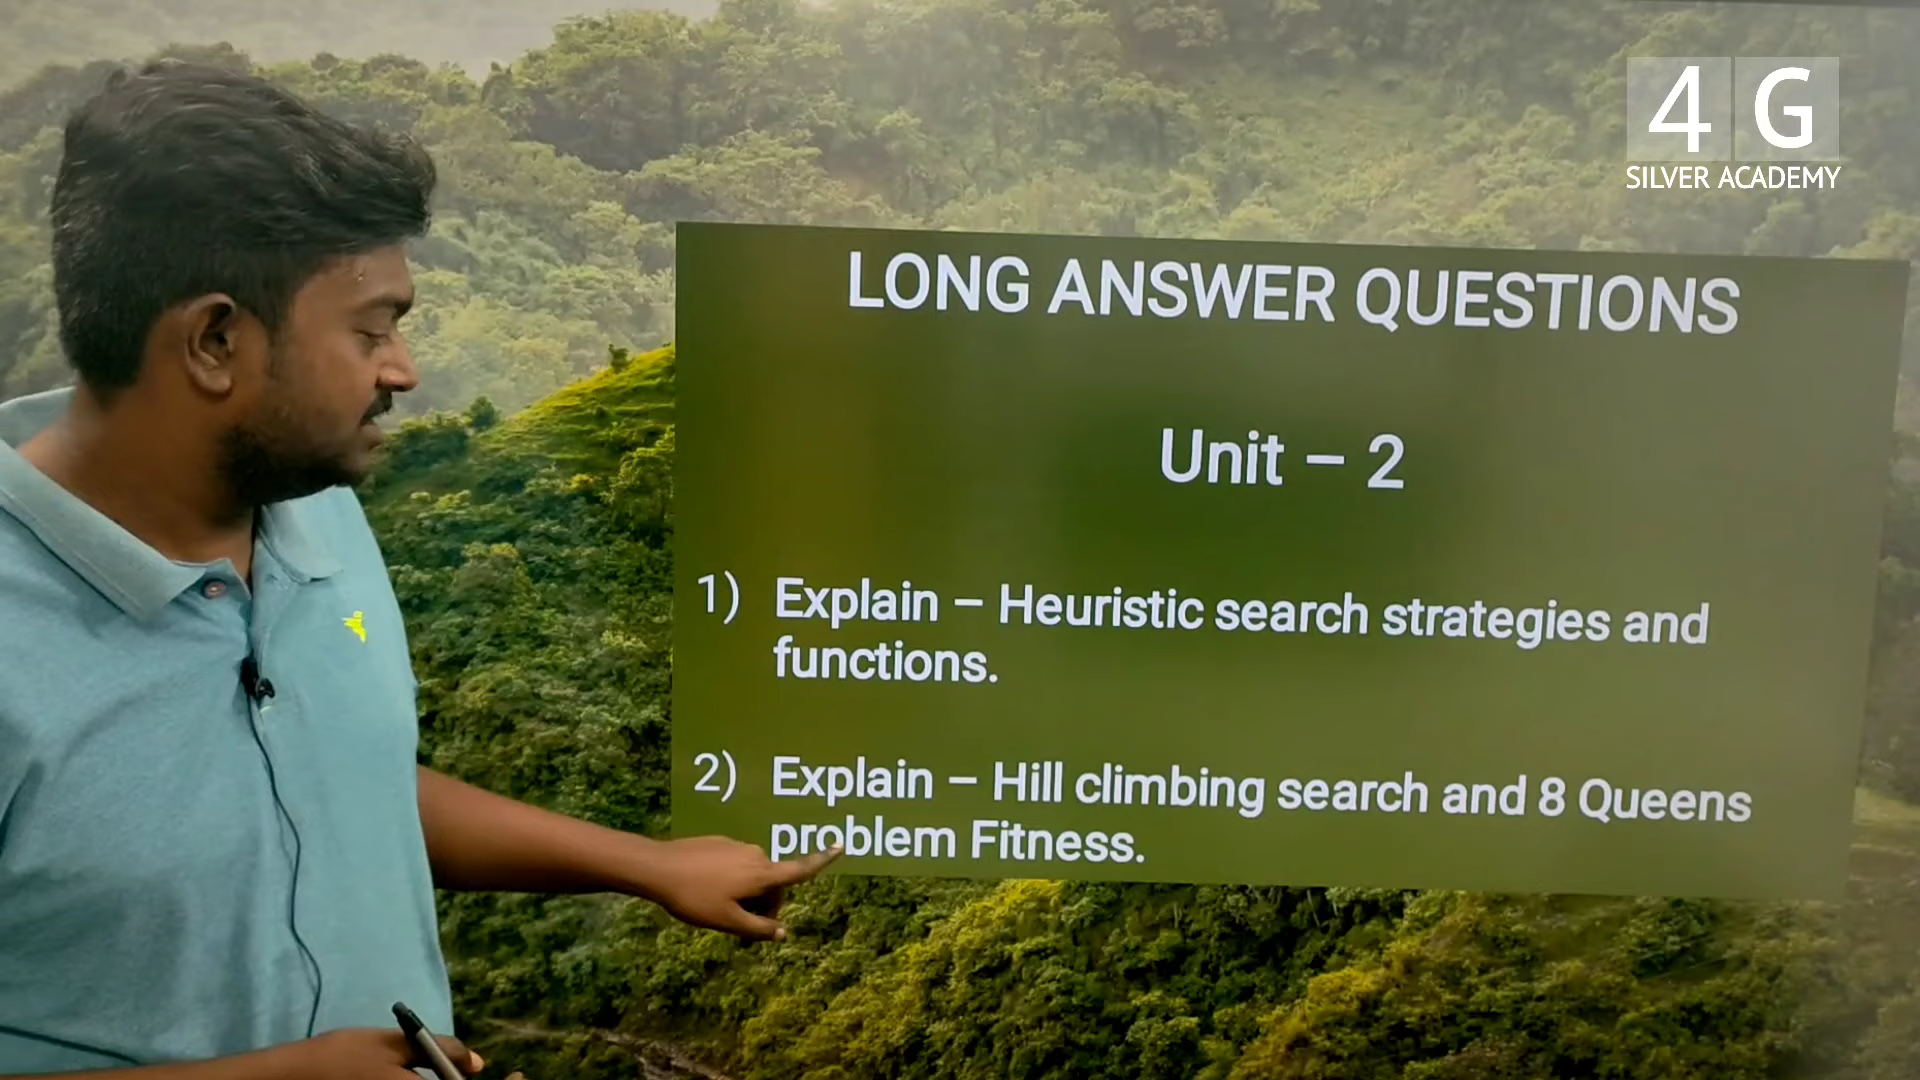 4 G
SILVER ACADEMY
LONG ANSWER QUESTIONS
Unit – 2
1) Explain – Heuristic search strategies and
functions.
2) Explain – Hill climbing search and 8 Queens
problem Fitness.